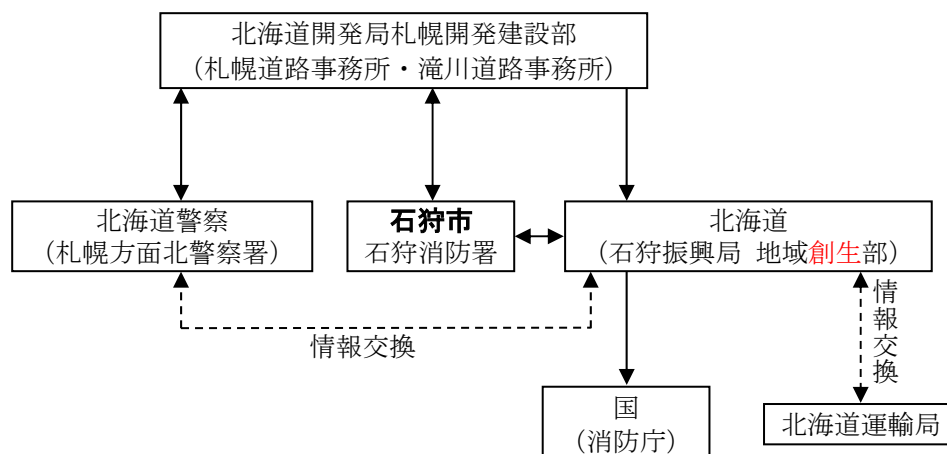 北海道開発局札幌開発建設部
（札幌道路事務所・滝川道路事務所）
北海道警察
（札幌方面北警察署）
石狩市
石狩消防署
北海道
（石狩振興局 地域創生部）
情報交換
情報交換
国
（消防庁）
北海道運輸局